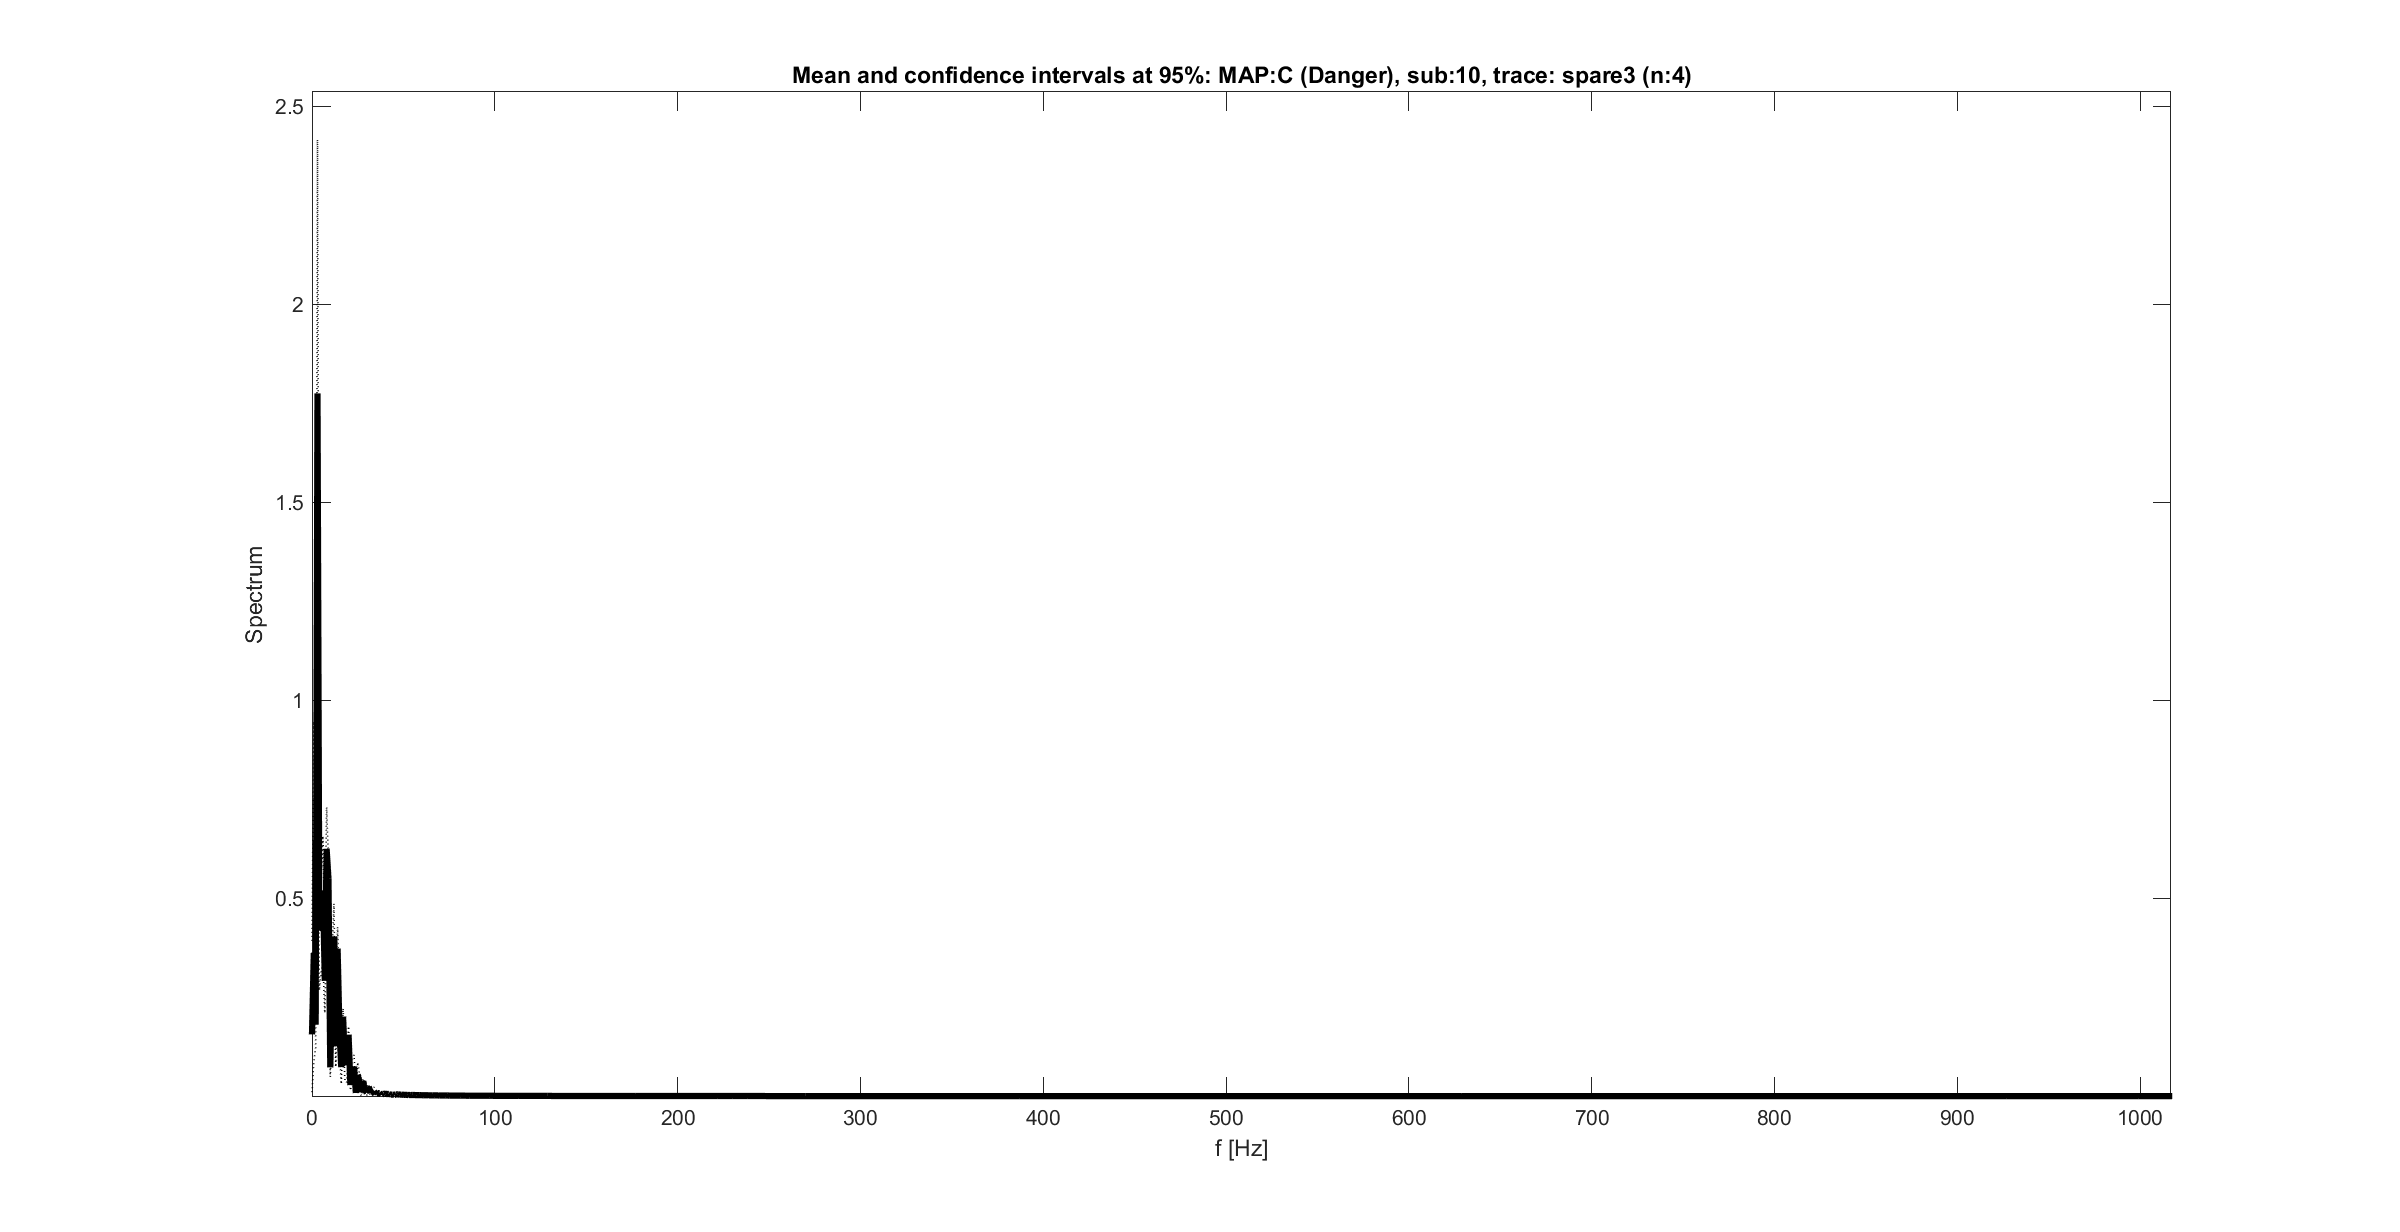 Mean and confidence intervals at 95%: MAP:C (Danger), sub:10, trace: spare3 (n:4)
2.5
2
1.5
1
0.5
Spectrum
0 100 200 300 400 500 600 700 800 900 1000
f [Hz]